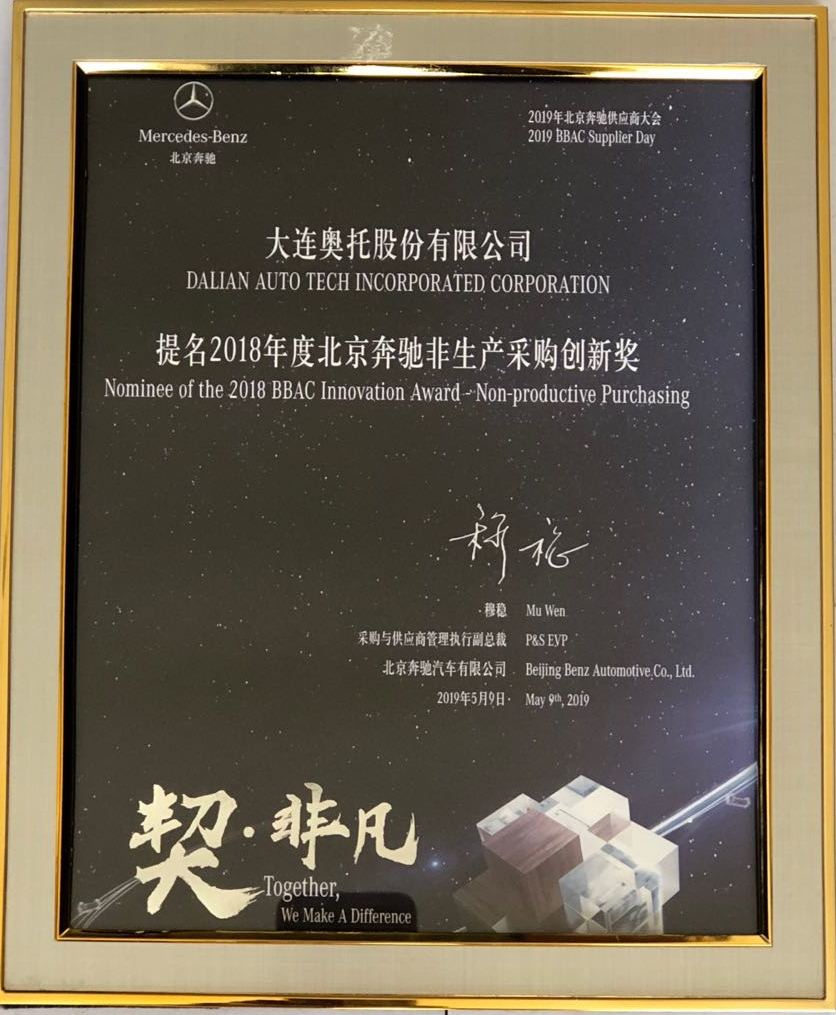 Mercedes-Benz
北京奔驰
2019年北京奔驰供应商大会
2019 BBAC Supplier Day
大连奥托股份有限公司
DALIAN AUTO TECH INCORPORATED CORPORATION
提名2018年度北京奔驰非生产采购创新奖
Nominee of the 2018 BBAC Innovation Award - Non-productive Purchasing
穆稳
穆稳 Mu Wen
采购与供应商管理执行副总裁 P&S EVP
北京奔驰汽车有限公司 Beijing Benz Automotive Co., Ltd.
2019年5月9日 May 9th, 2019
契·非凡
Together,
We Make A Difference